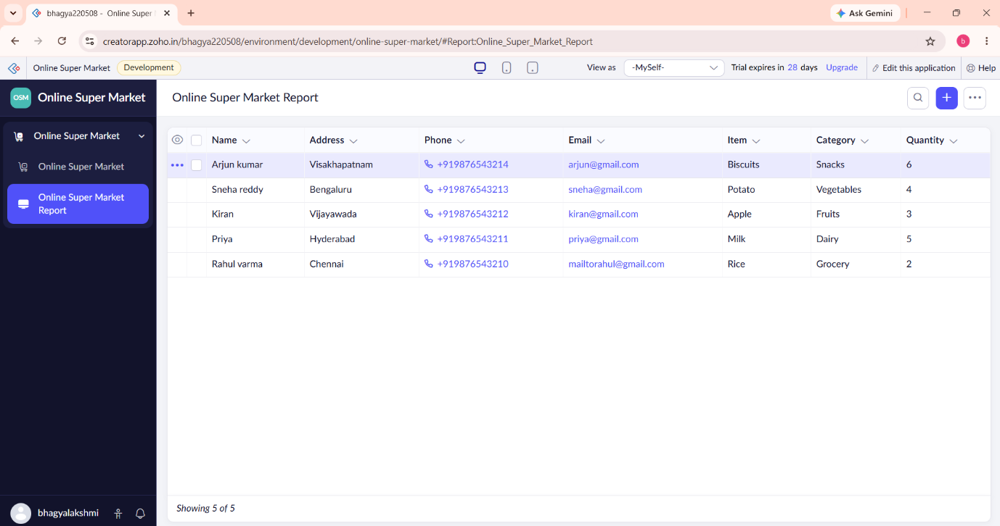 bhagya220508 - Online Super
Ask Gemini
creatorapp.zoho.in/bhagya220508/environment/development/online-super-market/#Report:Online_Super_Market_Report
b
Online Super Market Development View as -MySelf- Trial expires in 28 days Upgrade Edit this application Help
OSM Online Super Market
Online Super Market Report
Online Super Market
Online Super Market
Online Super Market
Report
Name Address Phone Email Item Category Quantity
Arjun kumar Visakhapatnam +919876543214 arjun@gmail.com Biscuits Snacks 6
Sneha reddy Bengaluru +919876543213 sneha@gmail.com Potato Vegetables 4
Kiran Vijayawada +919876543212 kiran@gmail.com Apple Fruits 3
Priya Hyderabad +919876543211 priya@gmail.com Milk Dairy 5
Rahul varma Chennai +919876543210 mailtorahul@gmail.com Rice Grocery 2
Showing 5 of 5
bhagyalakshmi